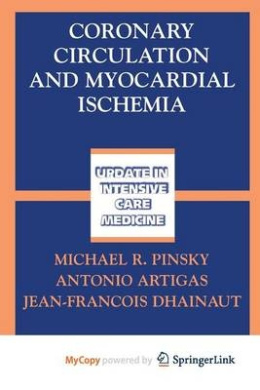 CORONARY
CIRCULATION
AND MYOCARDIAL
ISCHEMIA
UPDATE IN
INTENSIVE
CARE
MEDICINE
MICHAEL R. PINSKY
ANTONIO ARTIGAS
JEAN-FRANCOIS DHAINAUT
MyCopy powered by SpringerLink